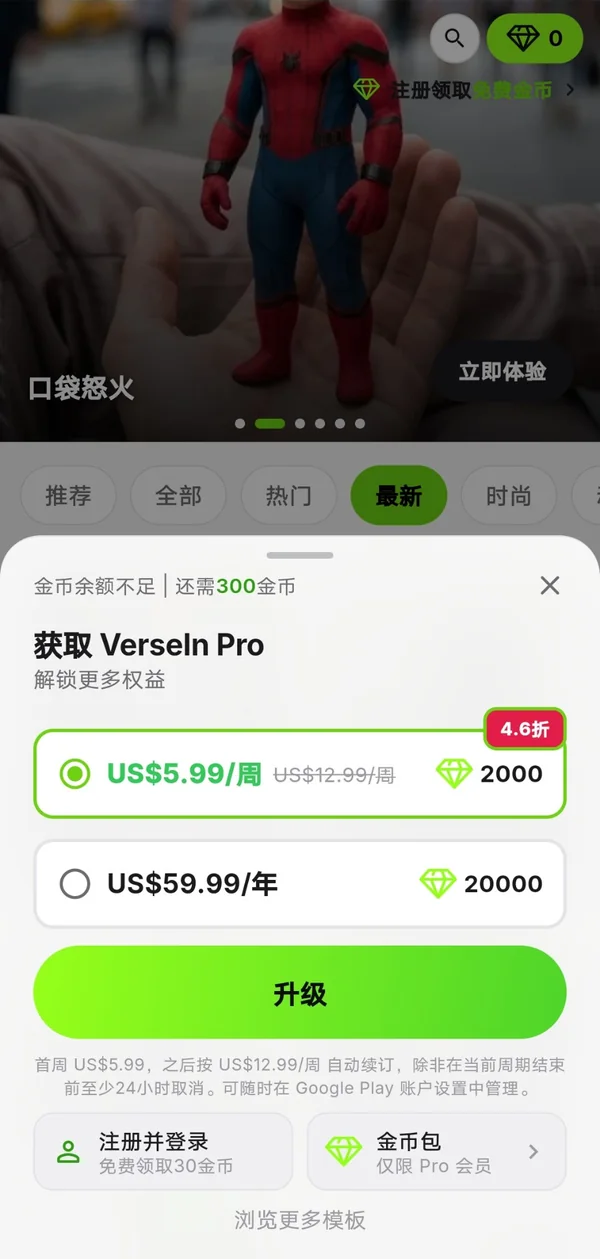 0
注册领取免费金币
口袋怒火
立即体验
推荐
全部
热门
最新
时尚
金币余额不足 | 还需300金币
获取 VerseIn Pro
解锁更多权益
4.6折
US$5.99/周 US$12.99/周 2000
US$59.99/年 20000
升级
首周 US$5.99，之后按 US$12.99/周 自动续订，除非在当前周期结束
前至少24小时取消。可随时在 Google Play 账户设置中管理。
注册并登录
免费领取30金币
金币包
仅限 Pro 会员
浏览更多模板